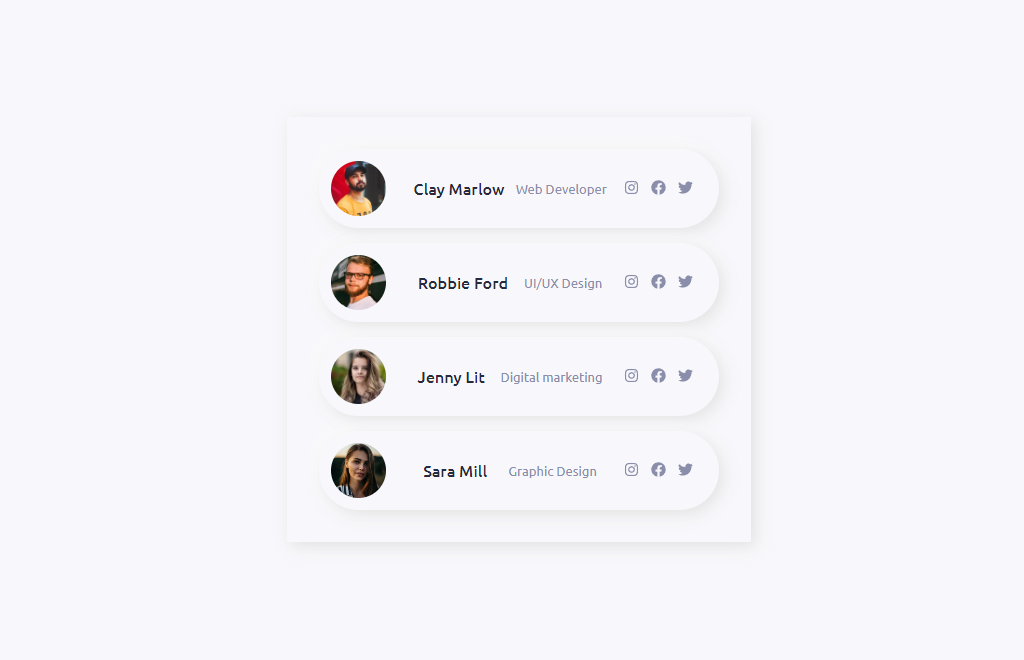 Clay Marlow Web Developer
Robbie Ford UI/UX Design
Jenny Lit Digital marketing
Sara Mill Graphic Design